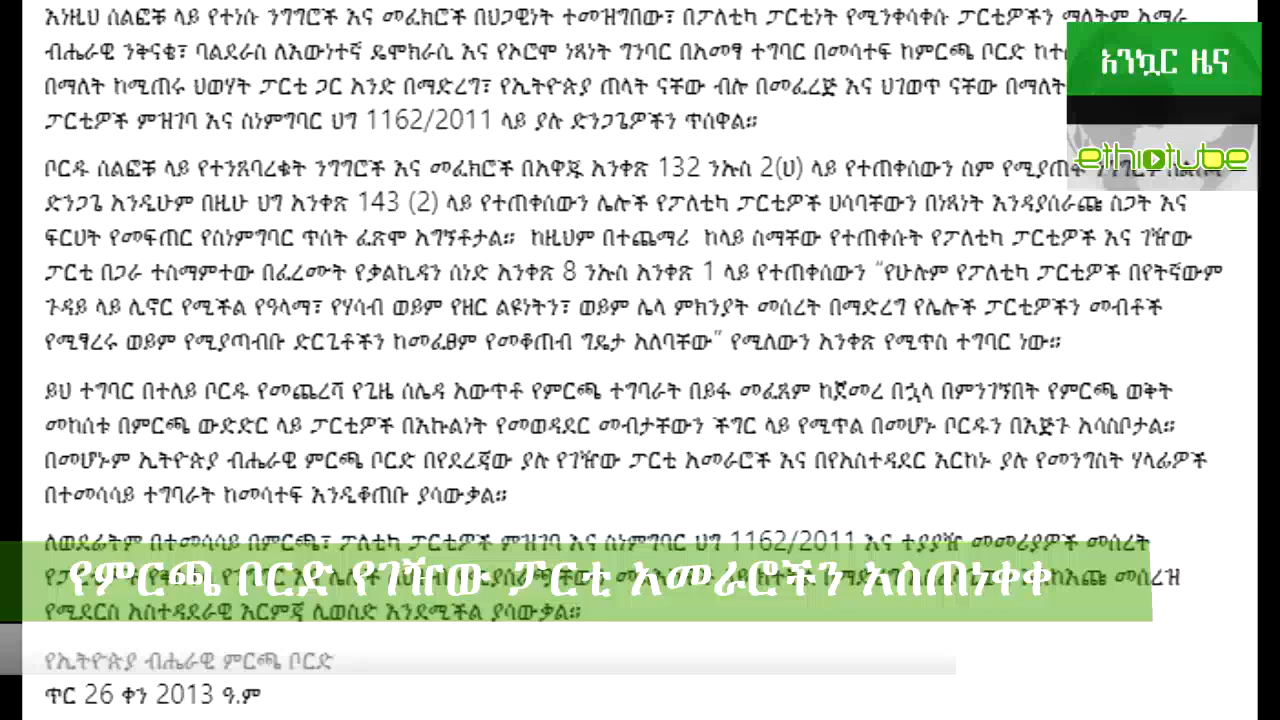 እነዚህ ሰልፎቹ ላይ የተነሱ ንግግሮች እና መፈክሮች በህጋዊነት ተመዝግበው፣ በፖለቲካ ፓርቲነት የሚንቀሳቀሱ ፓርቲዎችን ማለትም አማራ
ብሔራዊ ንቅናቄ፣ ባልደራስ ለእውነተኛ ዴሞክራሲ እና የኦሮሞ ነጻነት ግንባር በአመፃ ተግባር በመሳተፍ ከምርጫ ቦርድ
በማለት ከሚጠሩ ህወሃት ፓርቲ ጋር አንድ በማድረግ፣ የኢትዮጵያ ጠላት ናቸው ብሎ በመፈረጅ እና ህገወጥ ናቸው በማለት
ፓርቲዎች ምዝገባ እና ስነምግባር ህግ 1162/2011 ላይ ያሉ ድንጋጌዎችን ጥሰዋል።
አንኳር ዜና
ethiotube
ቦርዱ ሰልፎቹ ላይ የተንጸባረቁት ንግግሮች እና መፈክሮች በአዋጁ አንቀጽ 132 ንኡስ 2(ሀ) ላይ የተጠቀሰውን ስም የሚያጠፋ
ድንጋጌ እንዲሁም በዚሁ ህግ አንቀጽ 143 (2) ላይ የተጠቀሰውን ሌሎች የፖለቲካ ፓርቲዎች ሀሳባቸውን በነጻነት እንዳያሰራጩ ስጋት እና
ፍርሀት የመፍጠር የስነምግባር ጥሰት ፈጽሞ አግኝቶታል። ከዚህም በተጨማሪ ከላይ ስማቸው የተጠቀሱት የፖለቲካ ፓርቲዎች እና ገዥው
ፓርቲ በጋራ ተስማምተው በፈረሙት የቃልኪዳን ሰነድ አንቀጽ 8 ንኡስ አንቀጽ 1 ላይ የተጠቀሰውን “የሁሉም የፖለቲካ ፓርቲዎች በየትኛውም
ጉዳይ ላይ ሊኖር የሚችል የዓላማ፣ የሃሳብ ወይም የዘር ልዩነትን፣ ወይም ሌላ ምክንያት መሰረት በማድረግ የሌሎች ፓርቲዎችን መብቶች
የሚፃረሩ ወይም የሚያጣብቡ ድርጊቶችን ከመፈፀም የመቆጠብ ግዴታ አለባቸው” የሚለውን አንቀጽ የሚጥስ ተግባር ነው።
ይህ ተግባር በተለይ ቦርዱ የመጨረሻ የጊዜ ሰሌዳ አውጥቶ የምርጫ ተግባራት በይፋ መፈጸም ከጀመረ በኋላ በምንገኝበት የምርጫ ወቅት
መከሰቱ በምርጫ ውድድር ላይ ፓርቲዎች በእኩልነት የመወዳደር መብታቸውን ችግር ላይ የሚጥል በመሆኑ ቦርዱን በእጅጉ አሳስቦታል።
በመሆኑም ኢትዮጵያ ብሔራዊ ምርጫ ቦርድ በየደረጃው ያሉ የገዥው ፓርቲ አመራሮች እና በየአስተዳደር እርከኑ ያሉ የመንግስት ሃላፊዎች
በተመሳሳይ ተግባራት ከመሳተፍ እንዲቆጠቡ ያሳውቃል።
ለወደፊትም በተመሳሳይ በምርጫ፣ ፖለቲካ ፓርቲዎች ምዝገባ እና ስነምግባር ህግ 1162/2011 እና ተያያዥ መመሪያዎች መሰረት
የምርጫ ቦርድ የገዥው ፓርቲ አመራሮችን አስጠነቀቀ
የሚደርስ አስተዳደራዊ እርምጃ ሊወስድ እንደሚችል ያሳውቃል።
የኢትዮጵያ ብሔራዊ ምርጫ ቦርድ
ጥር 26 ቀን 2013 ዓ.ም